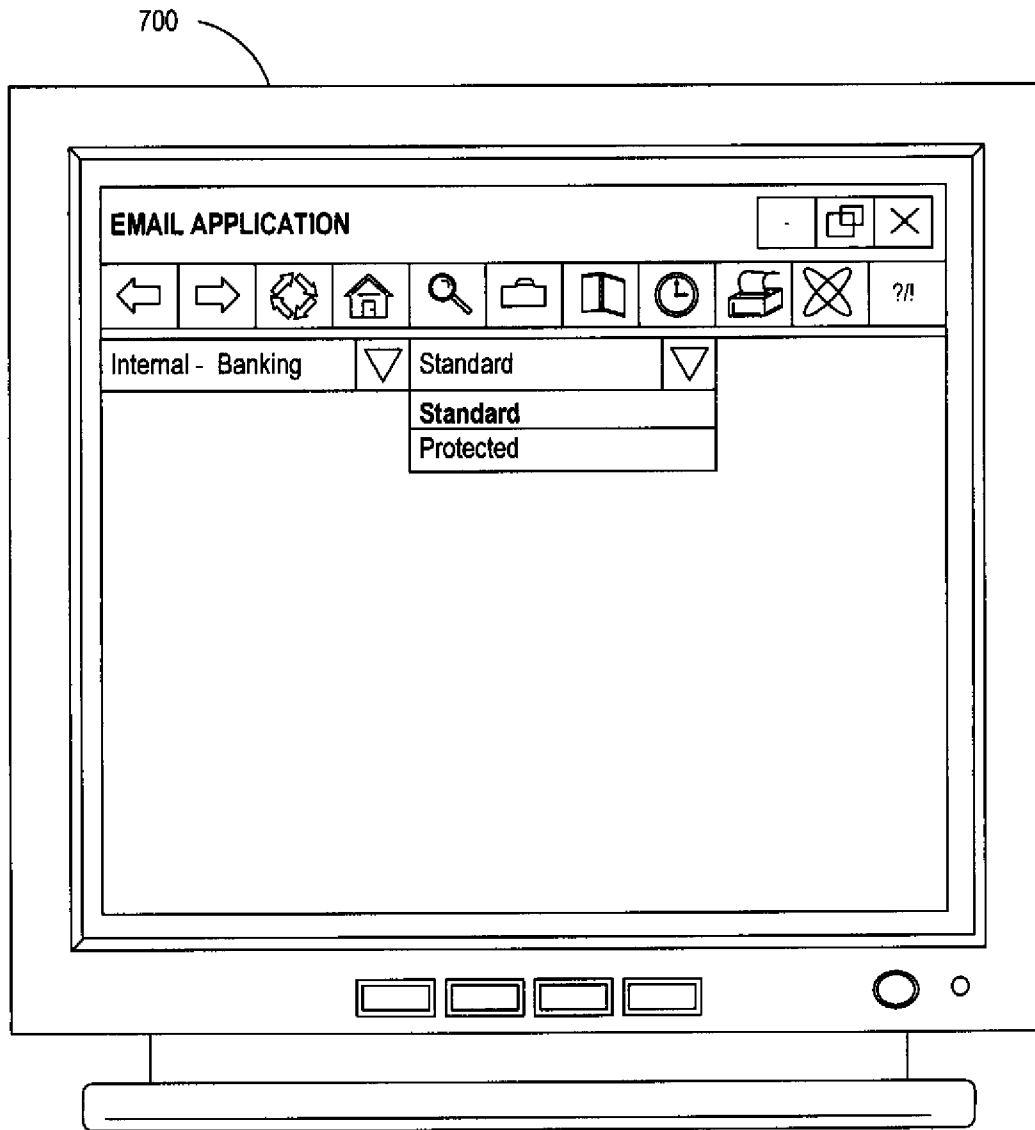 700
EMAIL APPLICATION
?/!
Internal - Banking
Standard
Standard
Protected